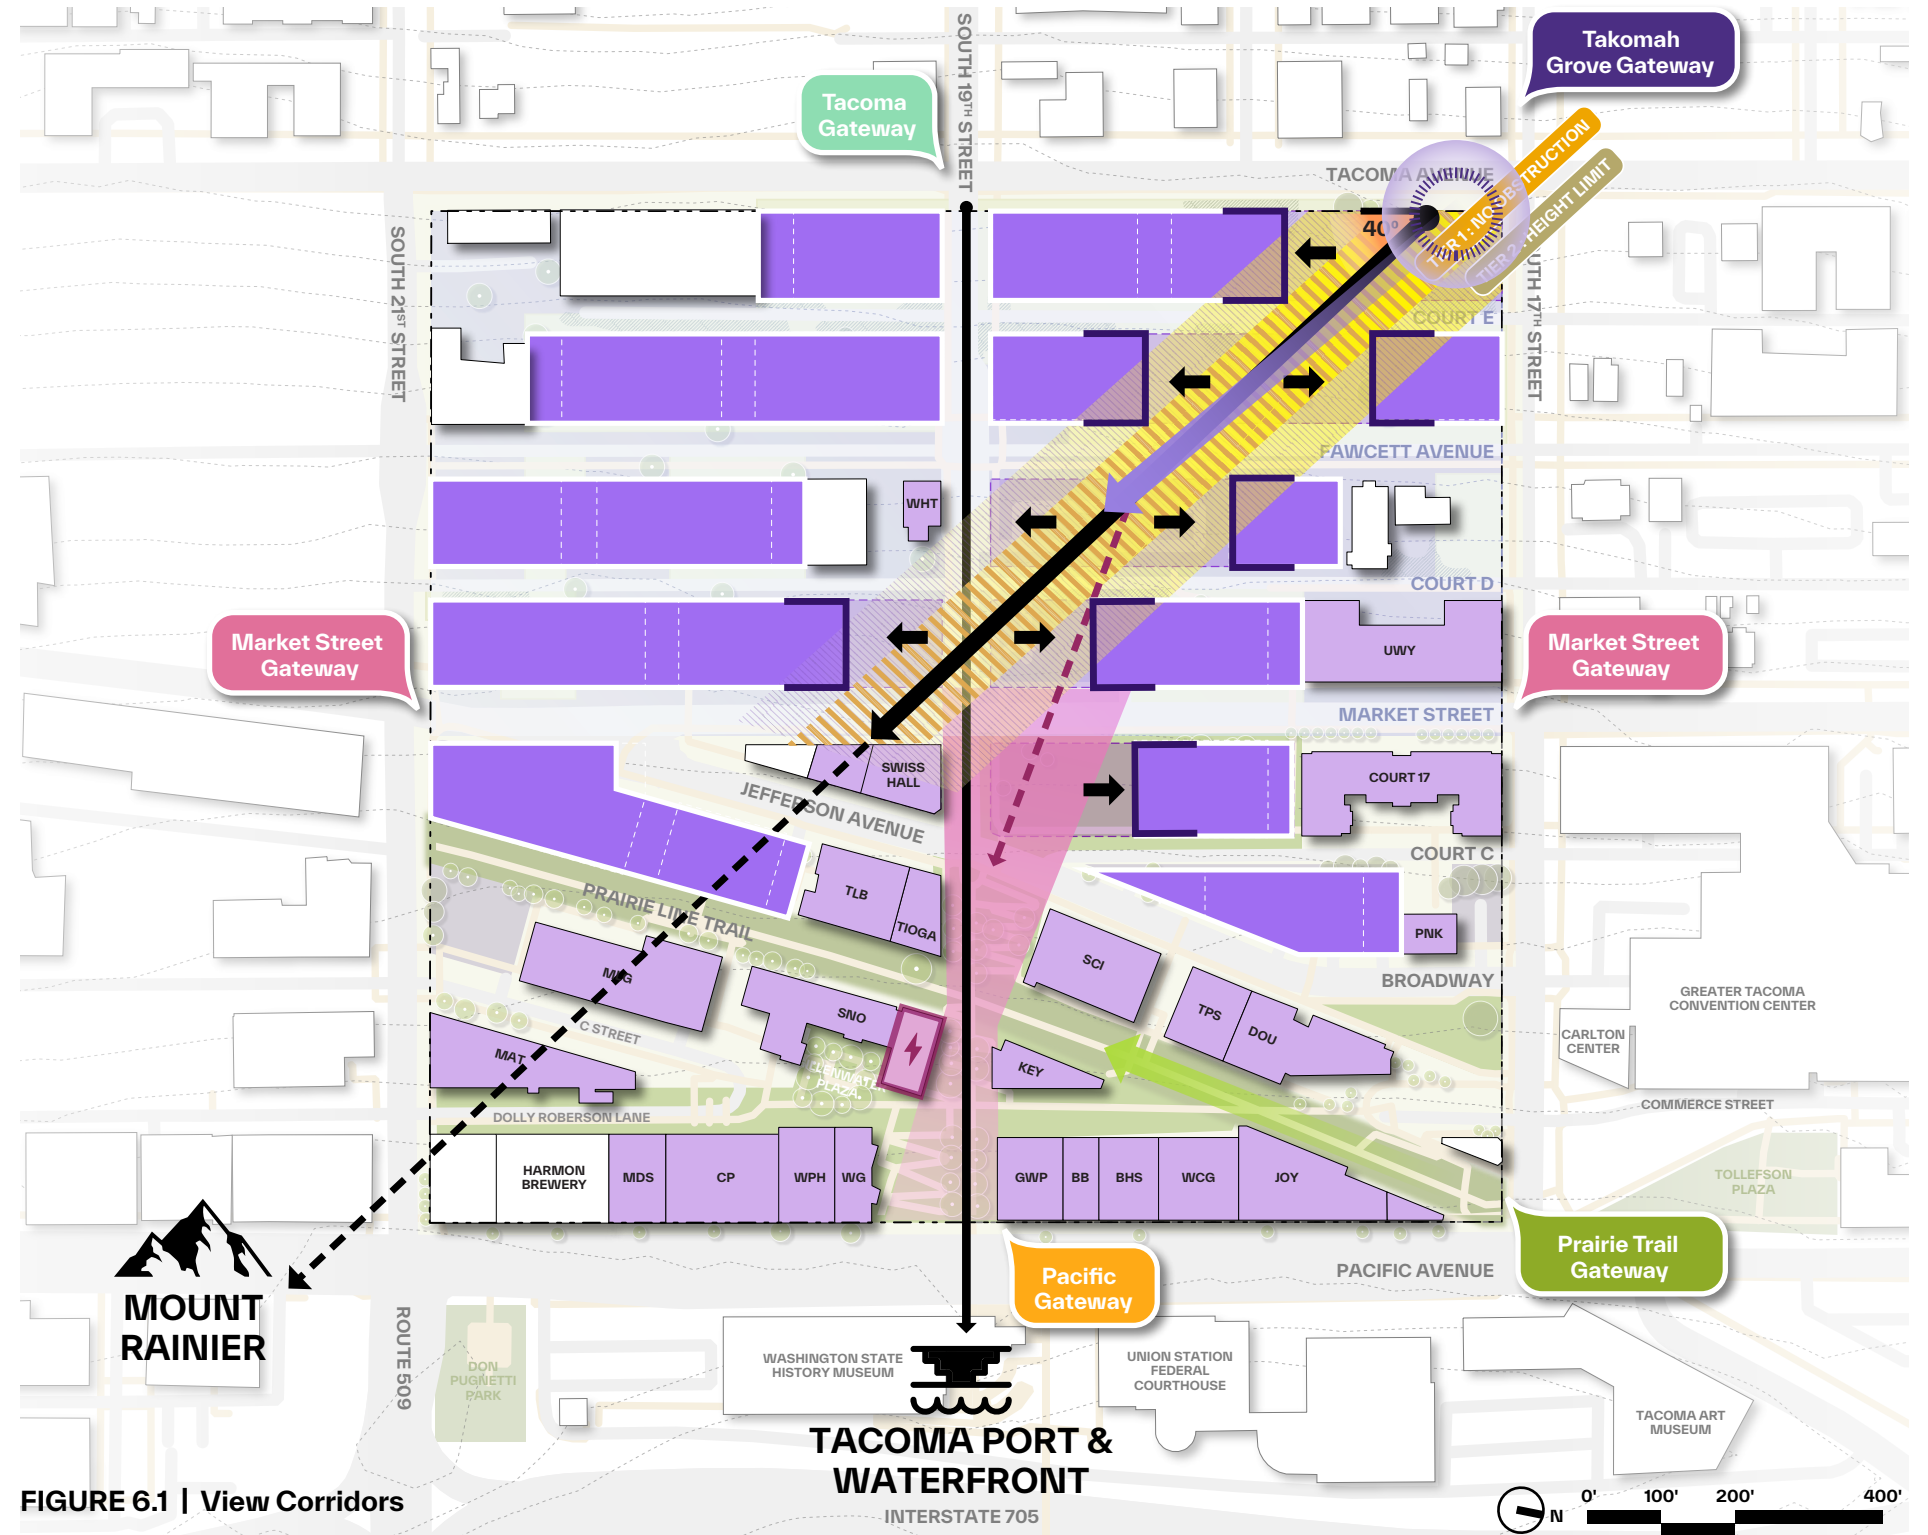 SOUTH 19TH STREET
Takomah
Grove Gateway
Tacoma
Gateway
TACOMA AVENUE
TIER 1: NO OBSTRUCTION
TIER 2: HEIGHT LIMIT
40°
SOUTH 21ST STREET
SOUTH 17TH STREET
COURT E
FAWCETT AVENUE
WHT
COURT D
Market Street
Gateway
UWY
Market Street
Gateway
MARKET STREET
SWISS
HALL
COURT 17
JEFFERSON AVENUE
COURT C
TLB
TIOGA
PRAIRIE LINE TRAIL
PNK
SCI
BROADWAY
GREATER TACOMA
CONVENTION CENTER
SNO
TPS
DOU
C STREET
CARLTON
CENTER
MAT
KEY
PLAZA
COMMERCE STREET
DOLLY ROBERSON LANE
HARMON
BREWERY
MDS
CP
WPH
WG
GWP
BB
BHS
WCG
JOY
TOLLEFSON
PLAZA
Prairie Trail
Gateway
Pacific
Gateway
PACIFIC AVENUE
MOUNT
RAINIER
ROUTE 509
DON
PUGNETTI
PARK
WASHINGTON STATE
HISTORY MUSEUM
UNION STATION
FEDERAL
COURTHOUSE
TACOMA ART
MUSEUM
TACOMA PORT &
WATERFRONT
INTERSTATE 705
FIGURE 6.1 | View Corridors
N
0' 100' 200' 400'